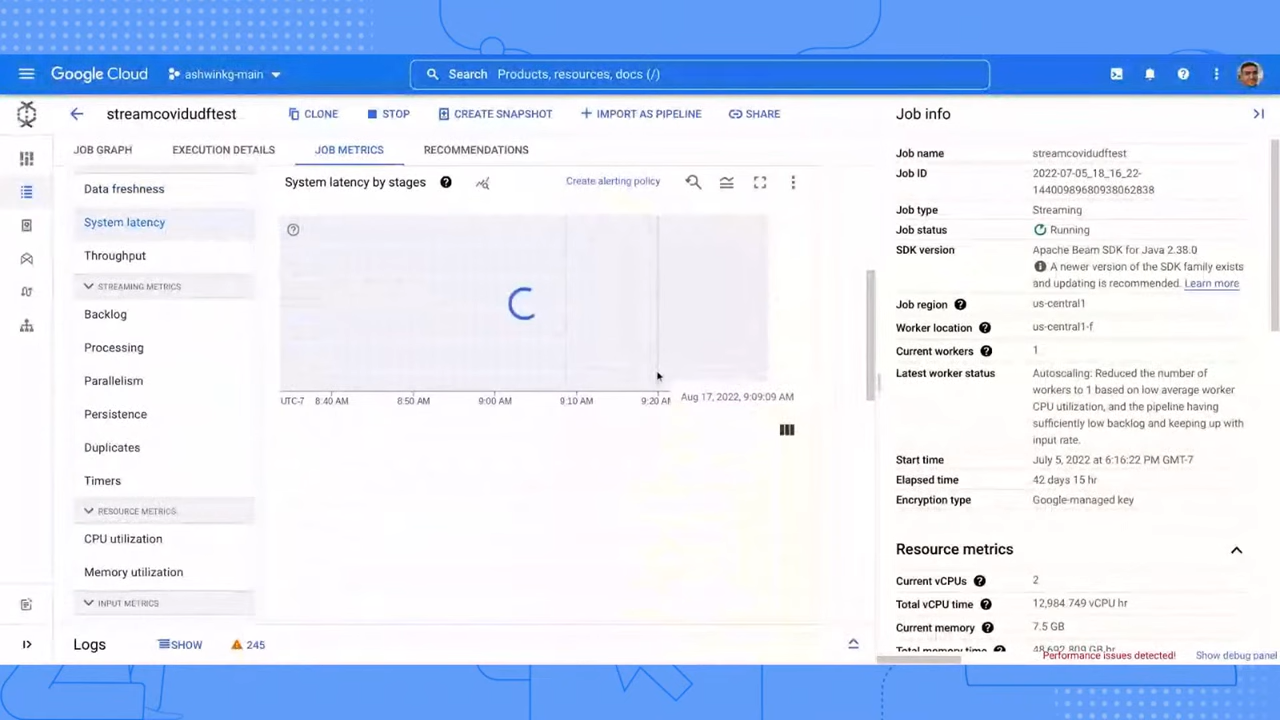 Google Cloud
ashwinkg-main
Search Products, resources, docs (/)
streamcovidudftest
CLONE
STOP
CREATE SNAPSHOT
IMPORT AS PIPELINE
SHARE
JOB GRAPH
EXECUTION DETAILS
JOB METRICS
RECOMMENDATIONS
Data freshness
System latency
Throughput
STREAMING METRICS
Backlog
Processing
Parallelism
Persistence
Duplicates
Timers
RESOURCE METRICS
CPU utilization
Memory utilization
INPUT METRICS
System latency by stages
Create alerting policy
UTC-7 8:40 AM 8:50 AM 9:00 AM 9:10 AM 9:20 AM
Aug 17, 2022, 9:09:09 AM
Logs
SHOW
245
Job info
Job name streamcovidudftest
Job ID 2022-07-05_18_16_22-
14400989680938062838
Job type Streaming
Job status Running
SDK version Apache Beam SDK for Java 2.38.0
A newer version of the SDK family exists
and updating is recommended. Learn more
Job region us-central1
Worker location us-central1-f
Current workers 1
Latest worker status Autoscaling: Reduced the number of
workers to 1 based on low average worker
CPU utilization, and the pipeline having
sufficiently low backlog and keeping up with
input rate.
Start time July 5, 2022 at 6:16:22 PM GMT-7
Elapsed time 42 days 15 hr
Encryption type Google-managed key
Resource metrics
Current vCPUs 2
Total vCPU time 12,984.749 vCPU hr
Current memory 7.5 GB
Total memory time 48,692.809 GB hr
Performance issues detected!
Show debug panel